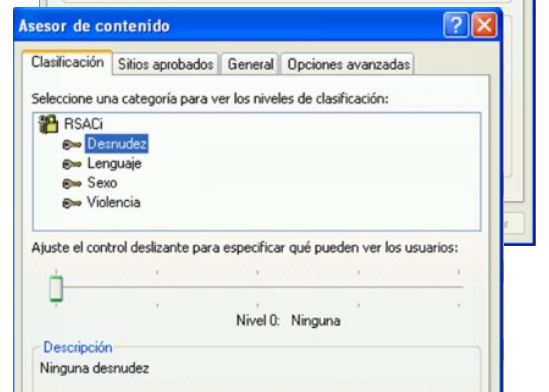 Asesor de contenido
Clasificación Sitios aprobados General Opciones avanzadas
Seleccione una categoría para ver los niveles de clasificación:
RSACi
Desnudez
Lenguaje
Sexo
Violencia
Ajuste el control deslizante para especificar qué pueden ver los usuarios:
Nivel 0: Ninguna
Descripción
Ninguna desnudez